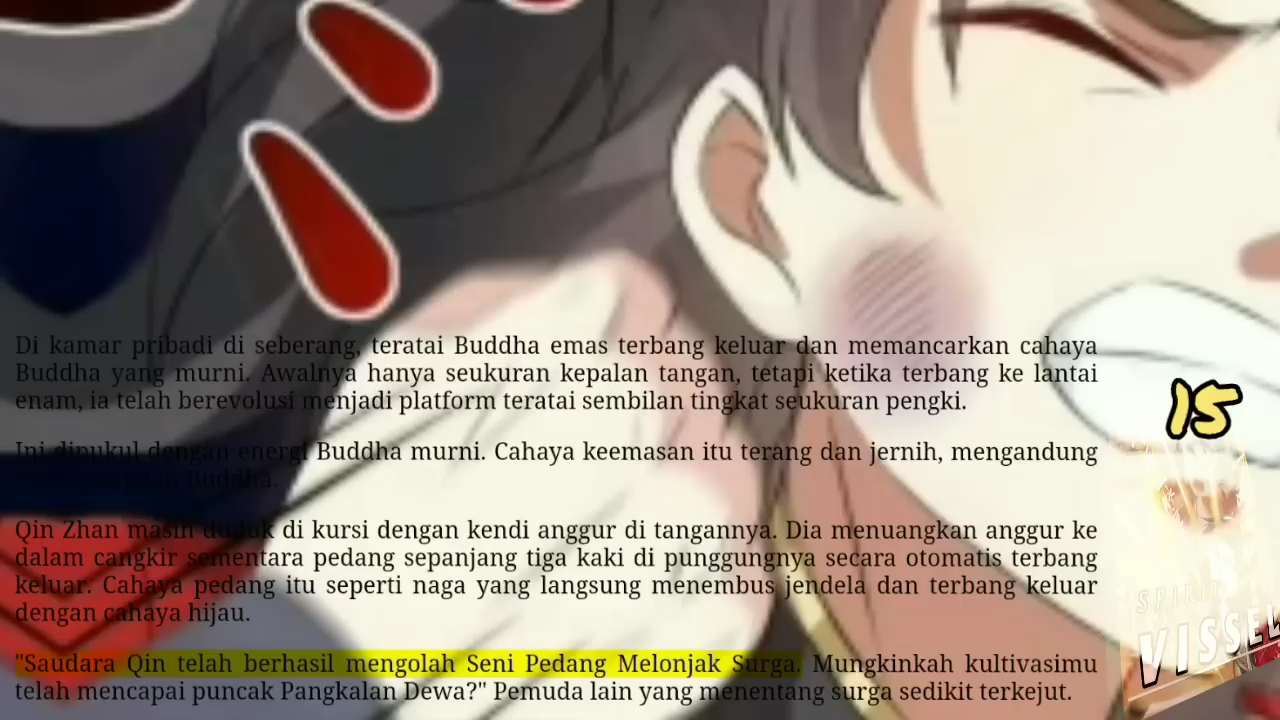 Di kamar pribadi di seberang, teratai Buddha emas terbang keluar dan memancarkan cahaya
Buddha yang murni. Awalnya hanya seukuran kepalan tangan, tetapi ketika terbang ke lantai
enam, ia telah berevolusi menjadi platform teratai sembilan tingkat seukuran pengki.
Ini dipukul dengan energi Buddha murni. Cahaya keemasan itu terang dan jernih, mengandung
Buddha.
Qin Zhan masih duduk di kursi dengan kendi anggur di tangannya. Dia menuangkan anggur ke
dalam cangkir sementara pedang sepanjang tiga kaki di punggungnya secara otomatis terbang
keluar. Cahaya pedang itu seperti naga yang langsung menembus jendela dan terbang keluar
dengan cahaya hijau.
"Saudara Qin telah berhasil mengolah Seni Pedang Melonjak Surga. Mungkinkah kultivasimu
telah mencapai puncak Pangkalan Dewa?" Pemuda lain yang menentang surga sedikit terkejut.
15
SPIRIT
VISSEL